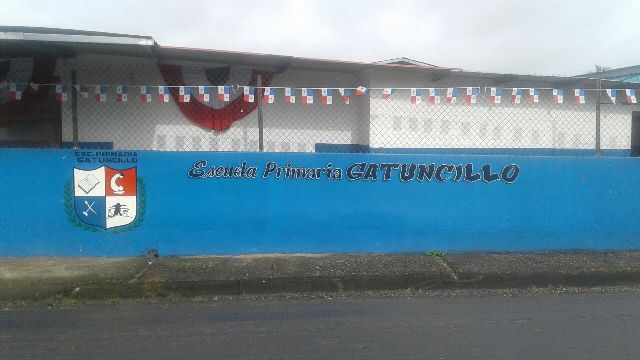 ESC. PRIMARIA
GATUNCILLO
Escuela Primaria GATUNCILLO